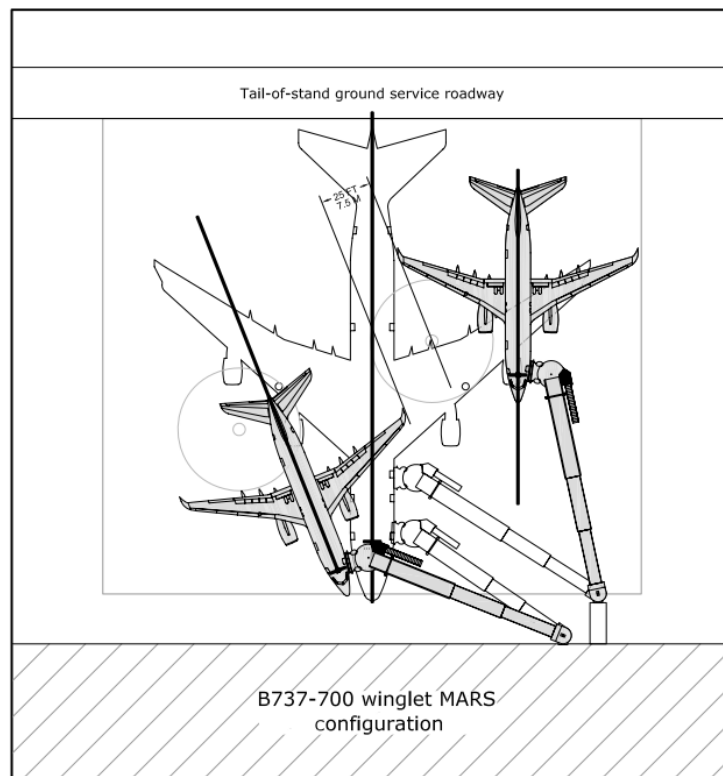 Tail-of-stand ground service roadway
25 FT
7.5 M
B737-700 winglet MARS
configuration